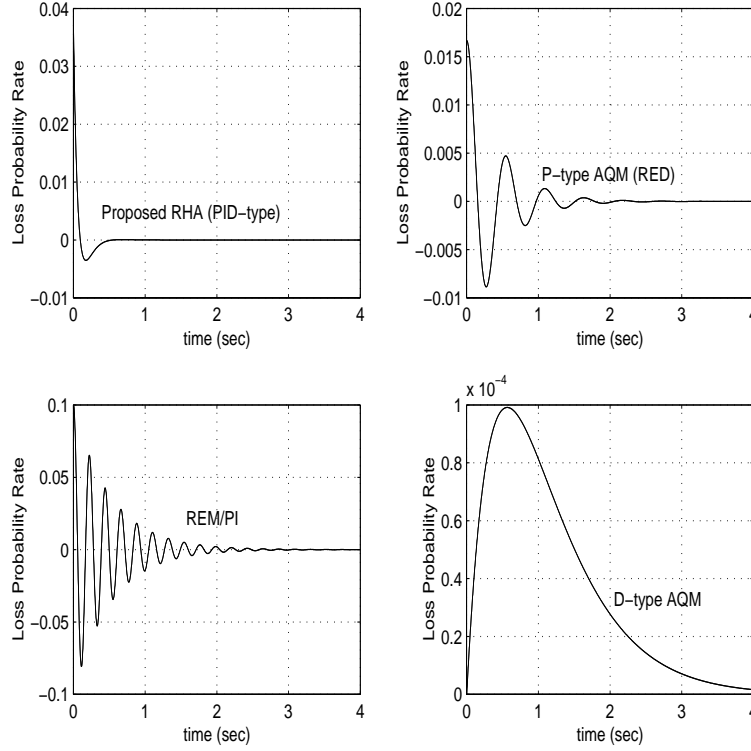 0.04
0.03
0.02
0.01
0
−0.01
Loss Probability Rate
Proposed RHA (PID−type)
0 1 2 3 4
time (sec)
0.02
0.015
0.01
0.005
0
−0.005
−0.01
Loss Probability Rate
P−type AQM (RED)
0 1 2 3 4
time (sec)
0.1
0.05
0
−0.05
−0.1
Loss Probability Rate
REM/PI
0 1 2 3 4
time (sec)
x 10⁻⁴
1
0.8
0.6
0.4
0.2
0
Loss Probability Rate
D−type AQM
0 1 2 3 4
time (sec)